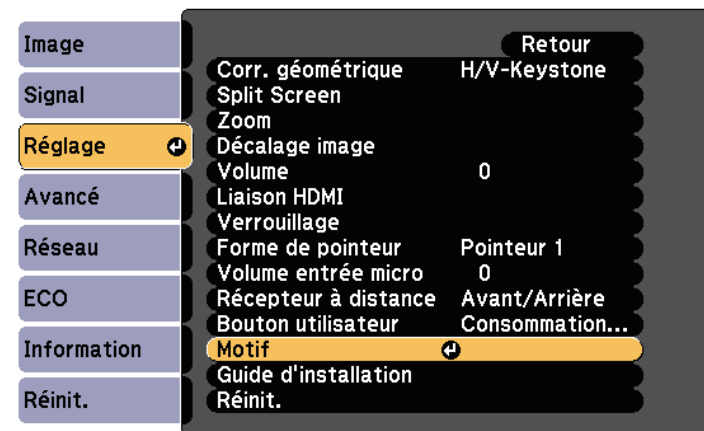 Image
Signal
Réglage
Avancé
Réseau
ECO
Information
Réinit.
Retour
Corr. géométrique H/V-Keystone
Split Screen
Zoom
Décalage image
Volume 0
Liaison HDMI
Verrouillage
Forme de pointeur Pointeur 1
Volume entrée micro 0
Récepteur à distance Avant/Arrière
Bouton utilisateur Consommation...
Motif
Guide d'installation
Réinit.